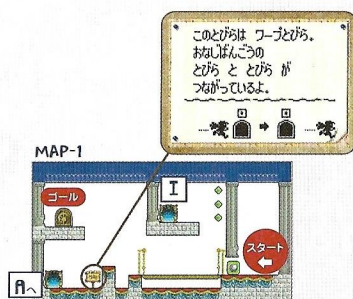 このとびらは ワープとびら。
おなじばんごうの
とびら と とびら が
つながっているよ。
MAP-1
ゴール
I
スタート
Aへ